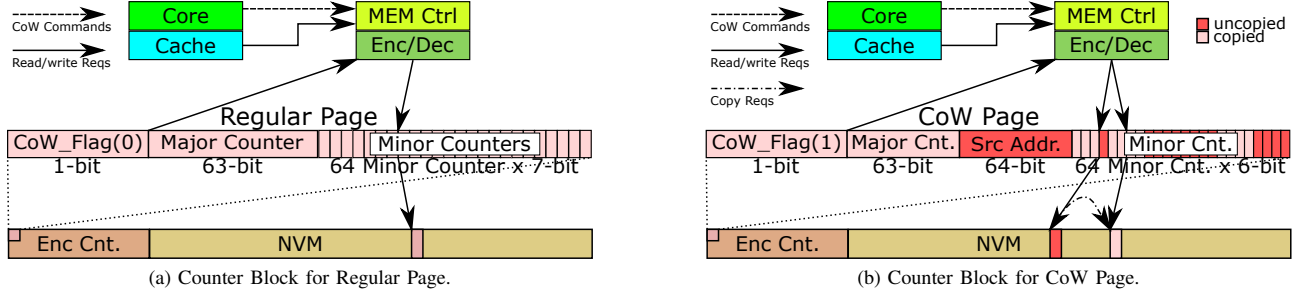 CoW Commands
Read/write Reqs
Core
Cache
MEM Ctrl
Enc/Dec
Regular Page
CoW_Flag(0)
Major Counter
Minor Counters
1-bit
63-bit
64 Minor Counter x 7-bit
Enc Cnt.
NVM
(a) Counter Block for Regular Page.
CoW Commands
Read/write Reqs
Copy Reqs
Core
Cache
MEM Ctrl
Enc/Dec
uncopied
copied
CoW Page
CoW_Flag(1)
Major Cnt.
Src Addr.
Minor Cnt.
1-bit
63-bit
64-bit
64 Minor Cnt. x 6-bit
Enc Cnt.
NVM
(b) Counter Block for CoW Page.